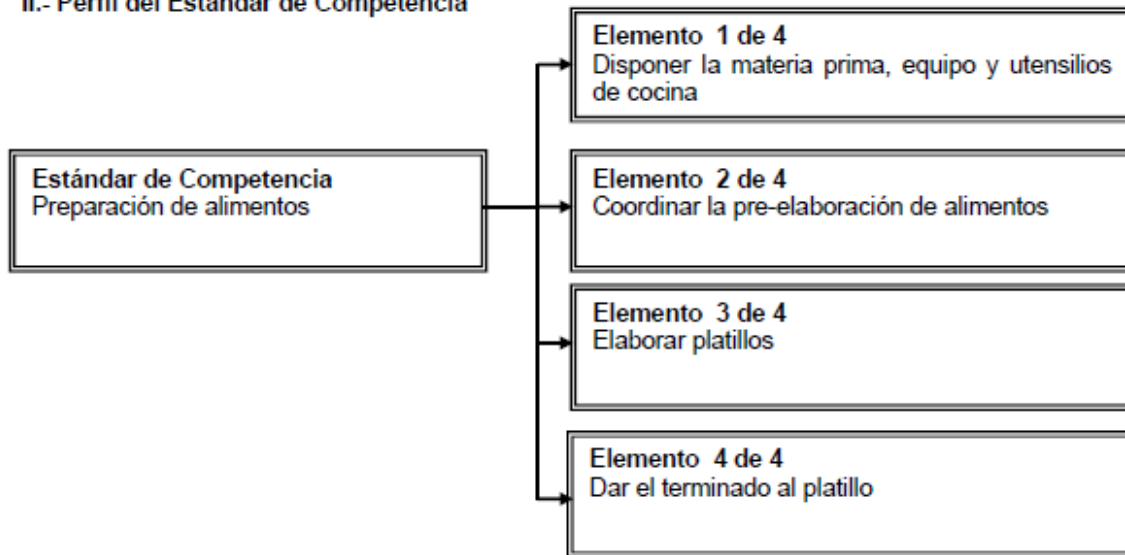 II.- Perfil del Estándar de Competencia
Elemento 1 de 4
Disponer la materia prima, equipo y utensilios
de cocina
Estándar de Competencia
Preparación de alimentos
Elemento 2 de 4
Coordinar la pre-elaboración de alimentos
Elemento 3 de 4
Elaborar platillos
Elemento 4 de 4
Dar el terminado al platillo